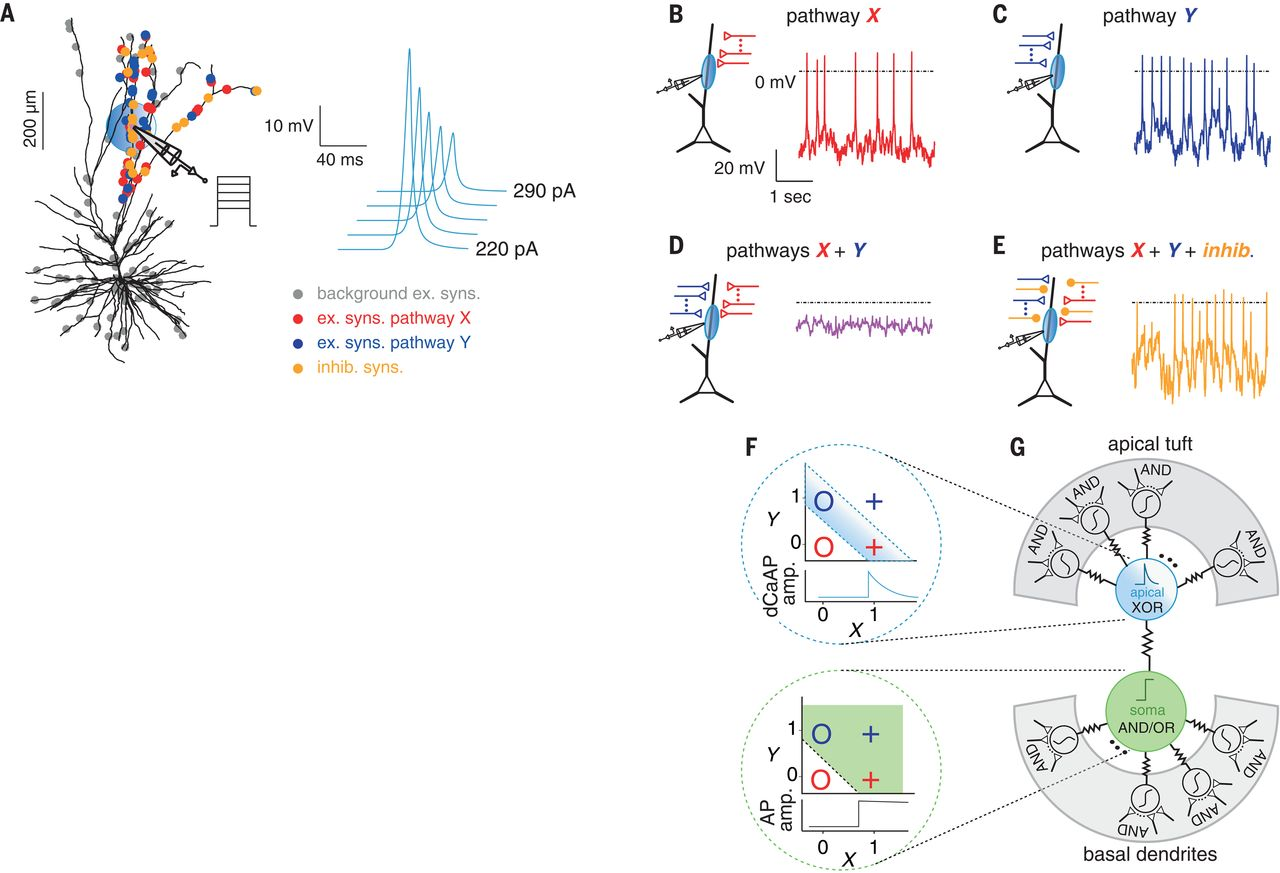 A
200 µm
10 mV
40 ms
290 pA
220 pA
background ex. syns.
ex. syns. pathway X
ex. syns. pathway Y
inhib. syns.
B
pathway X
0 mV
20 mV
1 sec
C
pathway Y
D
pathways X + Y
E
pathways X + Y + inhib.
F
1
Y
0
O
+
O
+
dCaAP
amp.
0
1
X
1
Y
0
O
+
O
+
AP
amp.
0
1
X
G
apical tuft
AND
AND
AND
AND
apical
XOR
soma
AND/OR
AND
AND
AND
AND
basal dendrites